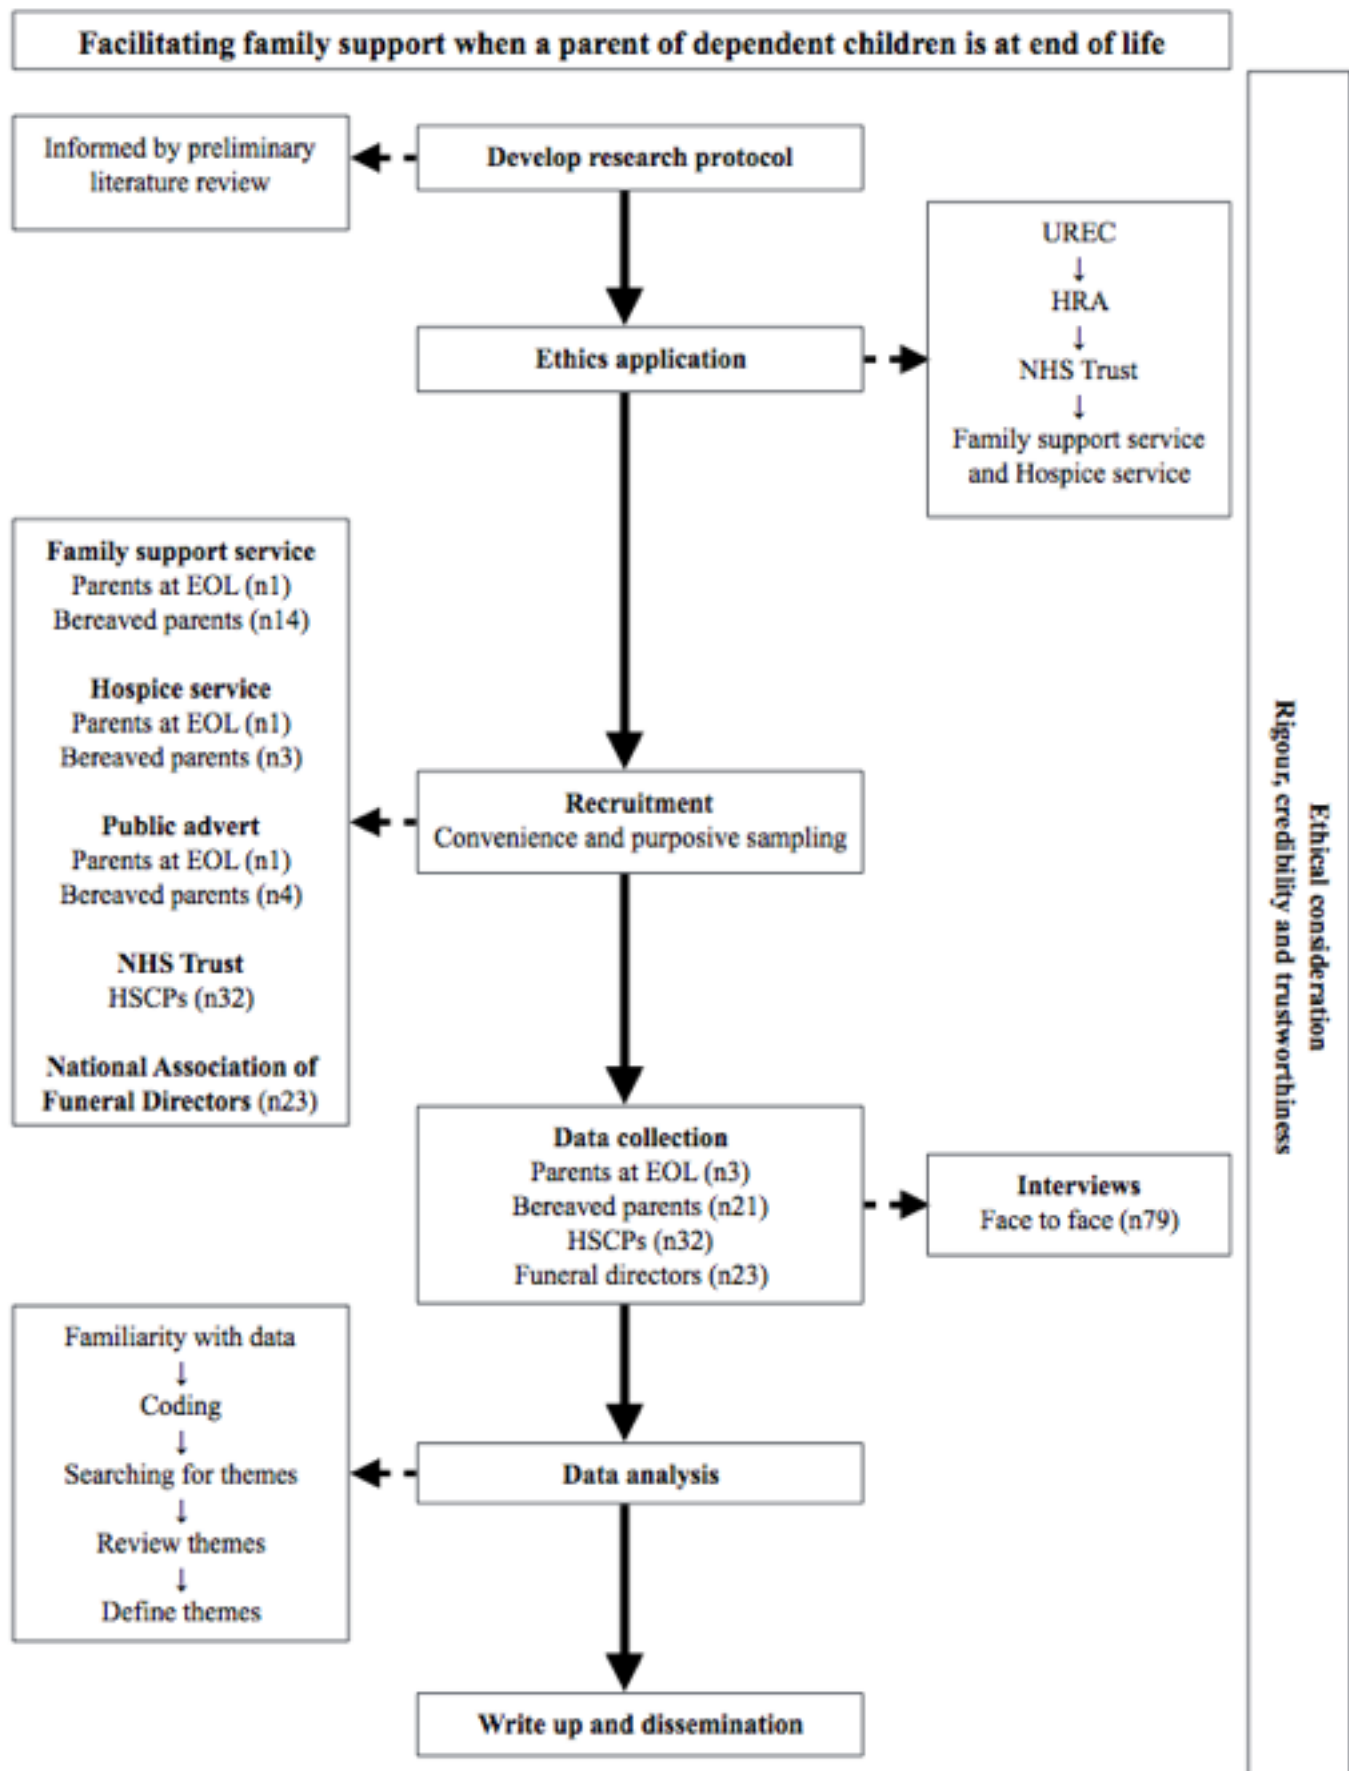 Facilitating family support when a parent of dependent children is at end of life
Informed by preliminary
literature review
Develop research protocol
UREC
↓
HRA
↓
NHS Trust
↓
Family support service
and Hospice service
Ethics application
Family support service
Parents at EOL (n1)
Bereaved parents (n14)
Hospice service
Parents at EOL (n1)
Bereaved parents (n3)
Public advert
Parents at EOL (n1)
Bereaved parents (n4)
NHS Trust
HSCPs (n32)
National Association of
Funeral Directors (n23)
Recruitment
Convenience and purposive sampling
Data collection
Parents at EOL (n3)
Bereaved parents (n21)
HSCPs (n32)
Funeral directors (n23)
Interviews
Face to face (n79)
Familiarity with data
↓
Coding
↓
Searching for themes
↓
Review themes
↓
Define themes
Data analysis
Write up and dissemination
Ethical consideration
Rigour, credibility and trustworthiness